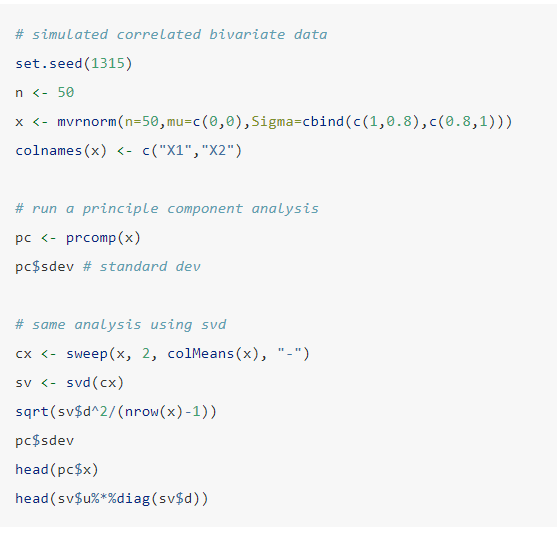 # simulated correlated bivariate data
set.seed(1315)
n <- 50
x <- mvrnorm(n=50,mu=c(0,0),Sigma=cbind(c(1,0.8),c(0.8,1)))
colnames(x) <- c("X1","X2")
# run a principle component analysis
pc <- prcomp(x)
pc$sdev # standard dev
# same analysis using svd
cx <- sweep(x, 2, colMeans(x), "-")
sv <- svd(cx)
sqrt(sv$d^2/(nrow(x)-1))
pc$sdev
head(pc$x)
head(sv$u%*%diag(sv$d))